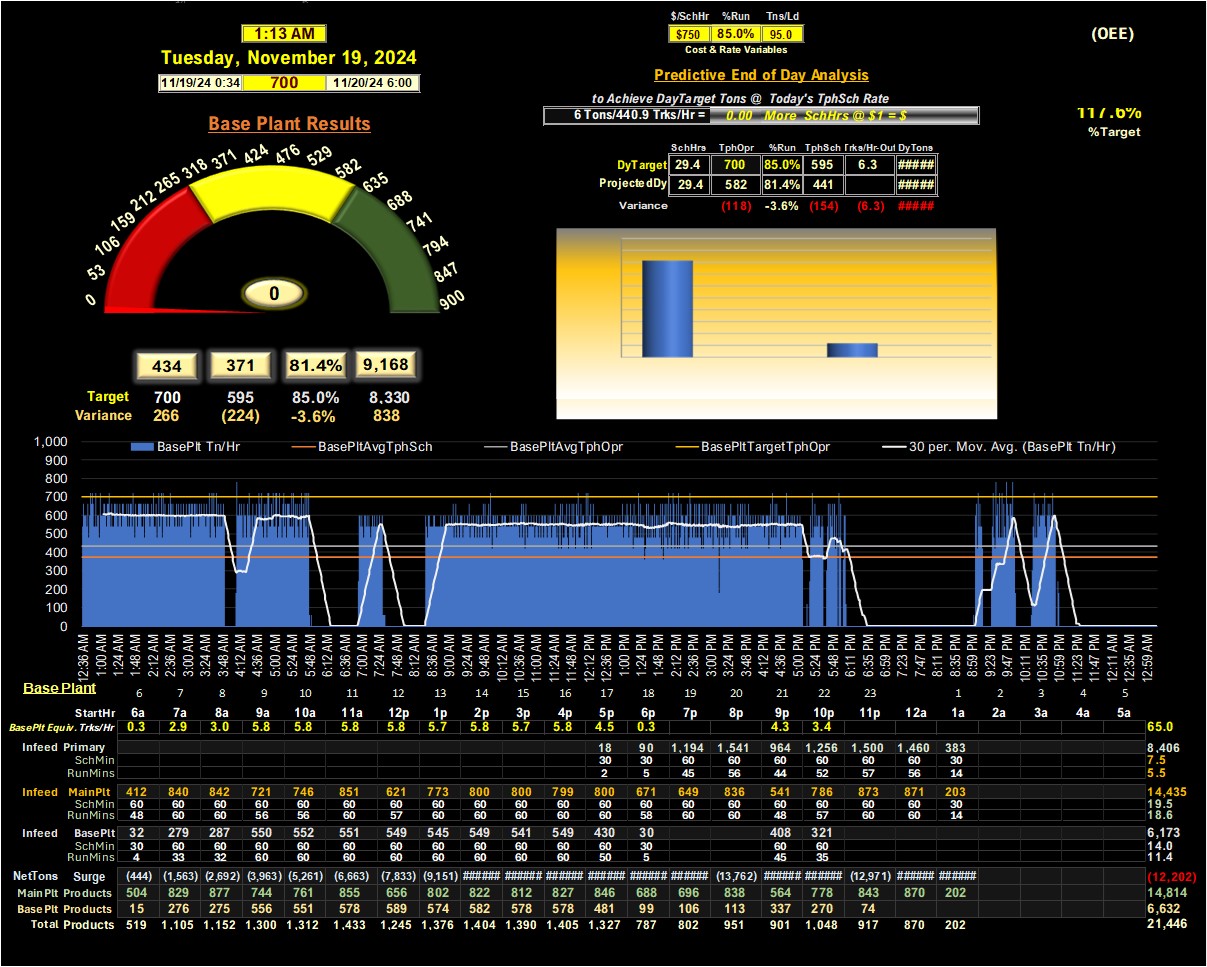 $/SchHr %Run Tns/Ld
$750 85.0% 95.0
Cost & Rate Variables
(OEE)
1:13 AM
Tuesday, November 19, 2024
11/19/24 0:34 700 11/20/24 6:00
Predictive End of Day Analysis
to Achieve DayTarget Tons @ Today's TphSch Rate
6 Tons/440.9 Trks/Hr = 0.00 More SchHrs @ $1 = $
117.6%
%Target
Base Plant Results
SchHrs TphOpr %Run TphSch Trks/Hr-Out DyTons
DyTarget 29.4 700 85.0% 595 6.3 #####
ProjectedDy 29.4 582 81.4% 441 #####
Variance (118) -3.6% (154) (6.3) #####
0 53 106 159 212 265 318 371 424 476 529 582 635 688 741 794 847 900
0
434 371 81.4% 9,168
Target 700 595 85.0% 8,330
Variance 266 (224) -3.6% 838
BasePlt Tn/Hr BasePltAvgTphSch BasePltAvgTphOpr BasePltTargetTphOpr 30 per. Mov. Avg. (BasePlt Tn/Hr)
1,000
900
800
700
600
500
400
300
200
100
0
12:36 AM 1:00 AM 1:24 AM 1:48 AM 2:12 AM 2:36 AM 3:00 AM 3:24 AM 3:48 AM 4:12 AM 4:36 AM 5:00 AM 5:24 AM 5:48 AM 6:12 AM 6:36 AM 7:00 AM 7:24 AM 7:48 AM 8:12 AM 8:36 AM 9:00 AM 9:24 AM 9:48 AM 10:12 AM 10:36 AM 11:00 AM 11:24 AM 11:48 AM 12:12 PM 12:36 PM 1:00 PM 1:24 PM 1:48 PM 2:12 PM 2:36 PM 3:00 PM 3:24 PM 3:48 PM 4:12 PM 4:36 PM 5:00 PM 5:24 PM 5:48 PM 6:11 PM 6:35 PM 6:59 PM 7:23 PM 7:47 PM 8:11 PM 8:35 PM 8:59 PM 9:23 PM 9:47 PM 10:11 PM 10:35 PM 10:59 PM 11:23 PM 11:47 PM 12:11 AM 12:35 AM 12:59 AM
Base Plant 6 7 8 9 10 11 12 13 14 15 16 17 18 19 20 21 22 23 1 2 3 4 5
StartHr 6a 7a 8a 9a 10a 11a 12p 1p 2p 3p 4p 5p 6p 7p 8p 9p 10p 11p 12a 1a 2a 3a 4a 5a
BasePlt Equiv. Trks/Hr 0.3 2.9 3.0 5.8 5.8 5.8 5.8 5.7 5.8 5.7 5.8 4.5 0.3 4.3 3.4 65.0
Infeed Primary 18 90 1,194 1,541 964 1,256 1,500 1,460 383 8,406
SchMin 30 30 60 60 60 60 60 60 30 7.5
RunMins 2 5 45 56 44 52 57 56 14 5.5
Infeed MainPlt 412 840 842 721 746 851 621 773 800 800 799 800 671 649 836 541 786 873 871 203 14,435
SchMin 60 60 60 60 60 60 60 60 60 60 60 60 60 60 60 60 60 60 60 30 19.5
RunMins 48 60 60 56 56 60 57 60 60 60 60 60 58 60 60 48 57 60 60 14 18.6
Infeed BasePlt 32 279 287 550 552 551 549 545 549 541 549 430 30 408 321 6,173
SchMin 30 60 60 60 60 60 60 60 60 60 60 60 30 60 60 14.0
RunMins 4 33 32 60 60 60 60 60 60 60 60 50 5 45 35 11.4
NetTons Surge (444) (1,563) (2,692) (3,963) (5,261) (6,663) (7,833) (9,151) ###### ###### ###### ###### ###### ###### (13,762) ###### ###### (12,971) ###### ###### (12,202)
MainPlt Products 504 829 877 744 761 855 656 802 822 812 827 846 688 696 838 564 778 843 870 202 14,814
BasePlt Products 15 276 275 556 551 578 589 574 582 578 578 481 99 106 113 337 270 74 6,632
Total Products 519 1,105 1,152 1,300 1,312 1,433 1,245 1,376 1,404 1,390 1,405 1,327 787 802 951 901 1,048 917 870 202 21,446